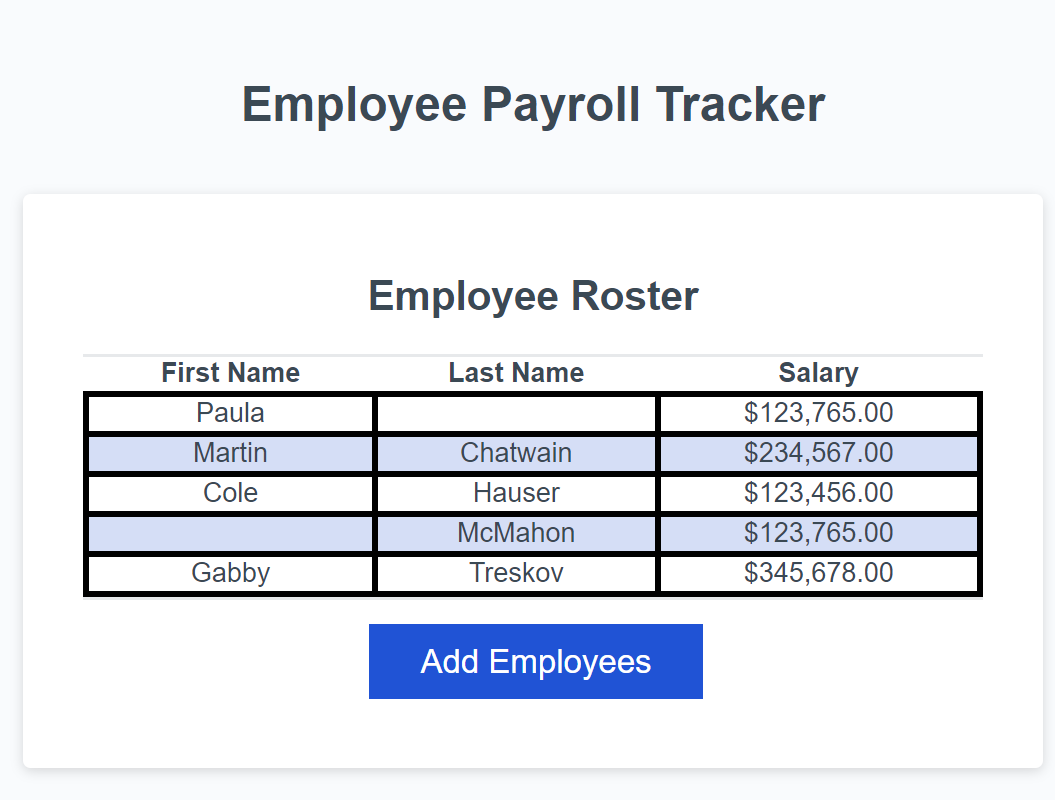 Employee Payroll Tracker
Employee Roster
First Name Last Name Salary
Paula $123,765.00
Martin Chatwain $234,567.00
Cole Hauser $123,456.00
McMahon $123,765.00
Gabby Treskov $345,678.00
Add Employees